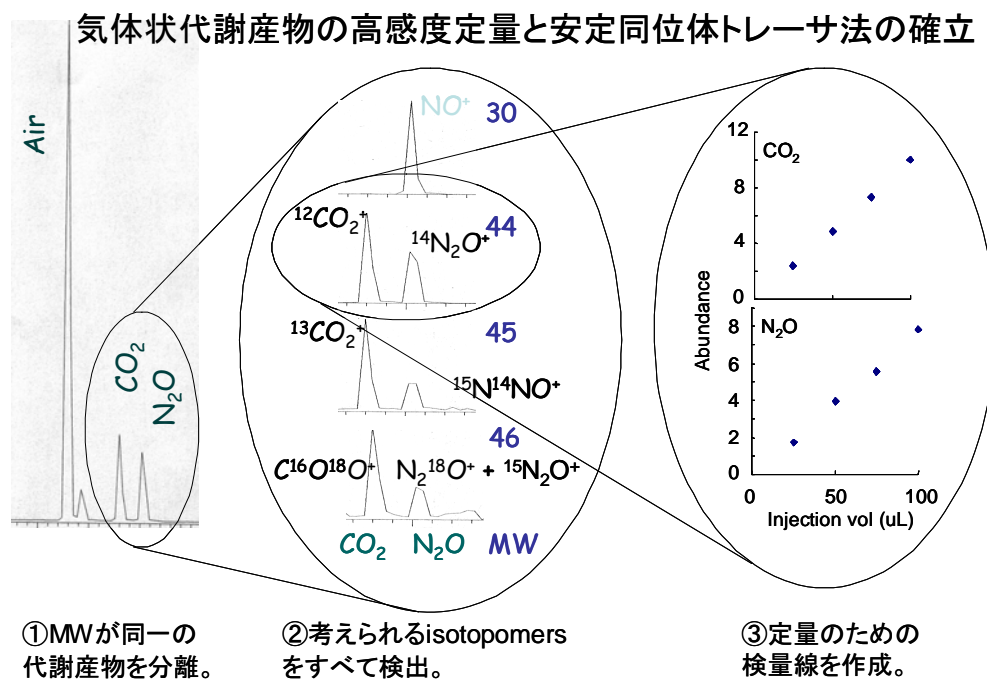 気体状代謝産物の高感度定量と安定同位体トレーサ法の確立
Air
CO₂
N₂O
NO⁺ 30
¹²CO₂⁺ 44
¹⁴N₂O⁺
¹³CO₂⁺ 45
¹⁵N¹⁴NO⁺
46
C¹⁶O¹⁸O⁺ N₂¹⁸O⁺ + ¹⁵N₂O⁺
CO₂ N₂O MW
12
CO₂
8
4
0
Abundance
N₂O
8
6
4
2
0
0 50 100
Injection vol (uL)
①MWが同一の
代謝産物を分離。
②考えられるisotopomers
をすべて検出。
③定量のための
検量線を作成。